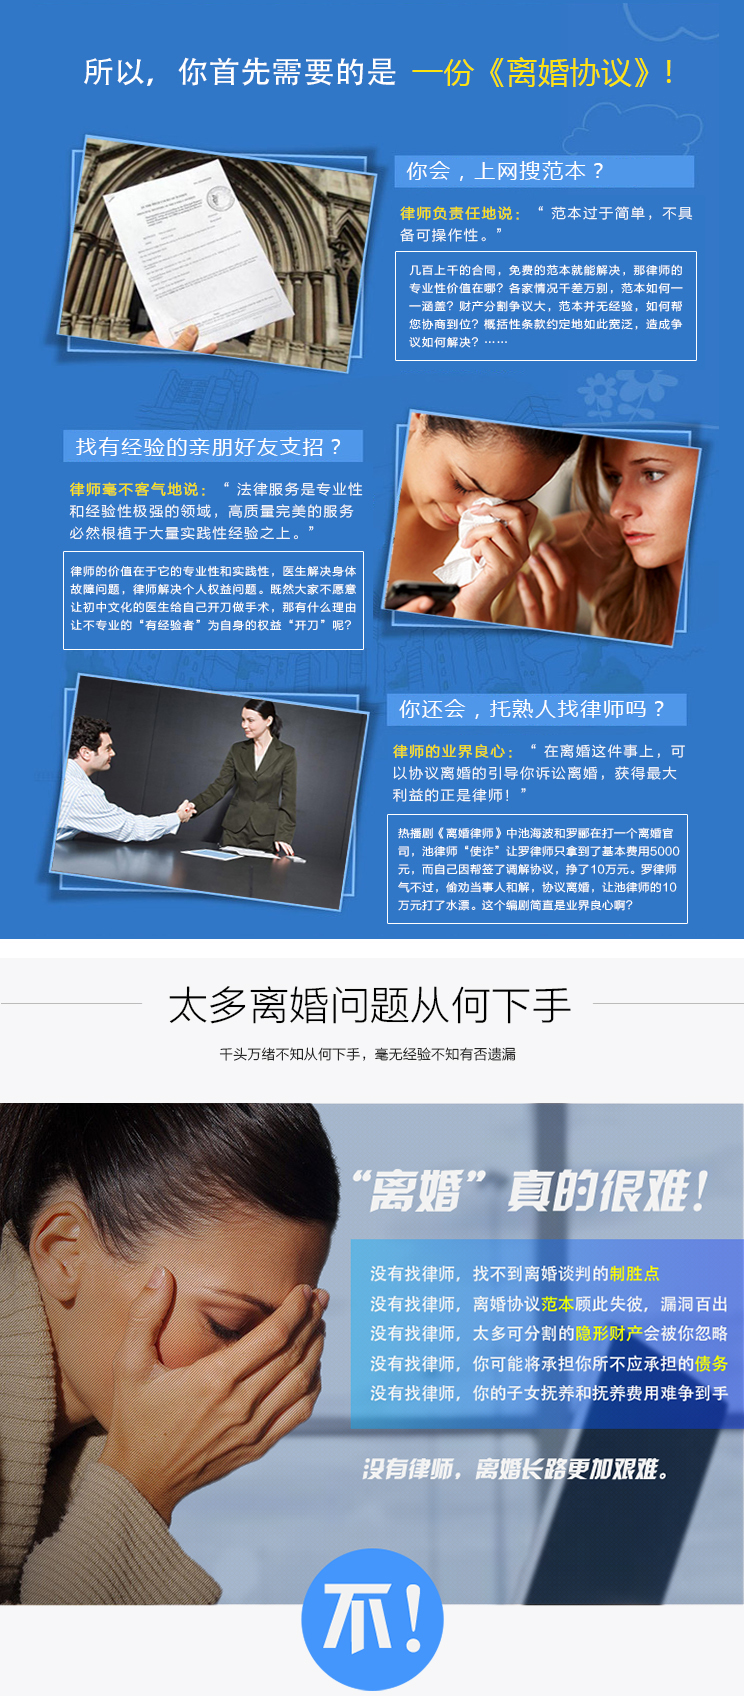 所以，你首先需要的是 一份《离婚协议》!
你会，上网搜范本？
律师负责任地说：“范本过于简单，不具
备可操作性。”
几百上千的合同，免费的范本就能解决，那律师的
专业性价值在哪？各家情况千差万别，范本如何一
一涵盖？财产分割争议大，范本并无经验，如何帮
您协商到位？概括性条款约定地如此宽泛，造成争
议如何解决？……
找有经验的亲朋好友支招？
律师毫不客气地说：“法律服务是专业性
和经验性极强的领域，高质量完美的服务
必然根植于大量实践性经验之上。”
律师的价值在于它的专业性和实践性，医生解决身体
故障问题，律师解决个人权益问题。既然大家不愿意
让初中文化的医生给自己开刀做手术，那有什么理由
让不专业的“有经验者”为自身的权益“开刀”呢？
你还会，托熟人找律师吗？
律师的业界良心：“在离婚这件事上，可
以协议离婚的引导你诉讼离婚，获得最大
利益的正是律师！”
热播剧《离婚律师》中池海波和罗郦在打一个离婚官
司，池律师“使诈”让罗律师只拿到了基本费用5000
元，而自己因帮签了调解协议，挣了10万元。罗律师
气不过，偷劝当事人和解，协议离婚，让池律师的10
万元打了水漂。这个编剧简直是业界良心啊？
太多离婚问题从何下手
千头万绪不知从何下手，毫无经验不知有否遗漏
“离婚”真的很难！
没有找律师，找不到离婚谈判的制胜点
没有找律师，离婚协议范本顾此失彼，漏洞百出
没有找律师，太多可分割的隐形财产会被你忽略
没有找律师，你可能将承担你所不应承担的债务
没有找律师，你的子女抚养和抚养费用难争到手
没有律师，离婚长路更加艰难。
不！